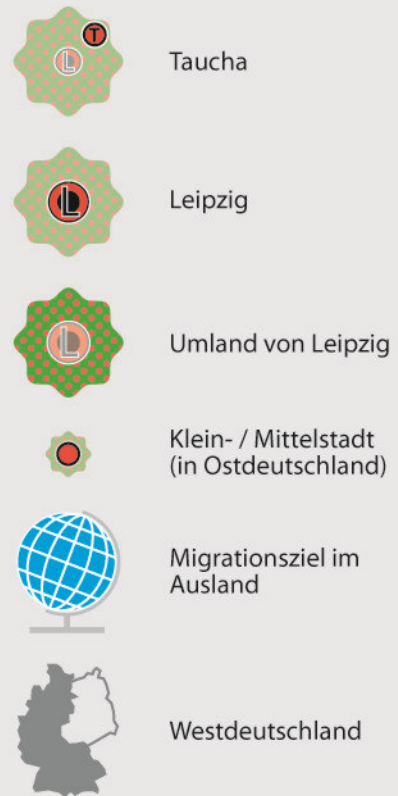 T
L
Taucha
L
Leipzig
L
Umland von Leipzig
Klein- / Mittelstadt
(in Ostdeutschland)
Migrationsziel im
Ausland
Westdeutschland